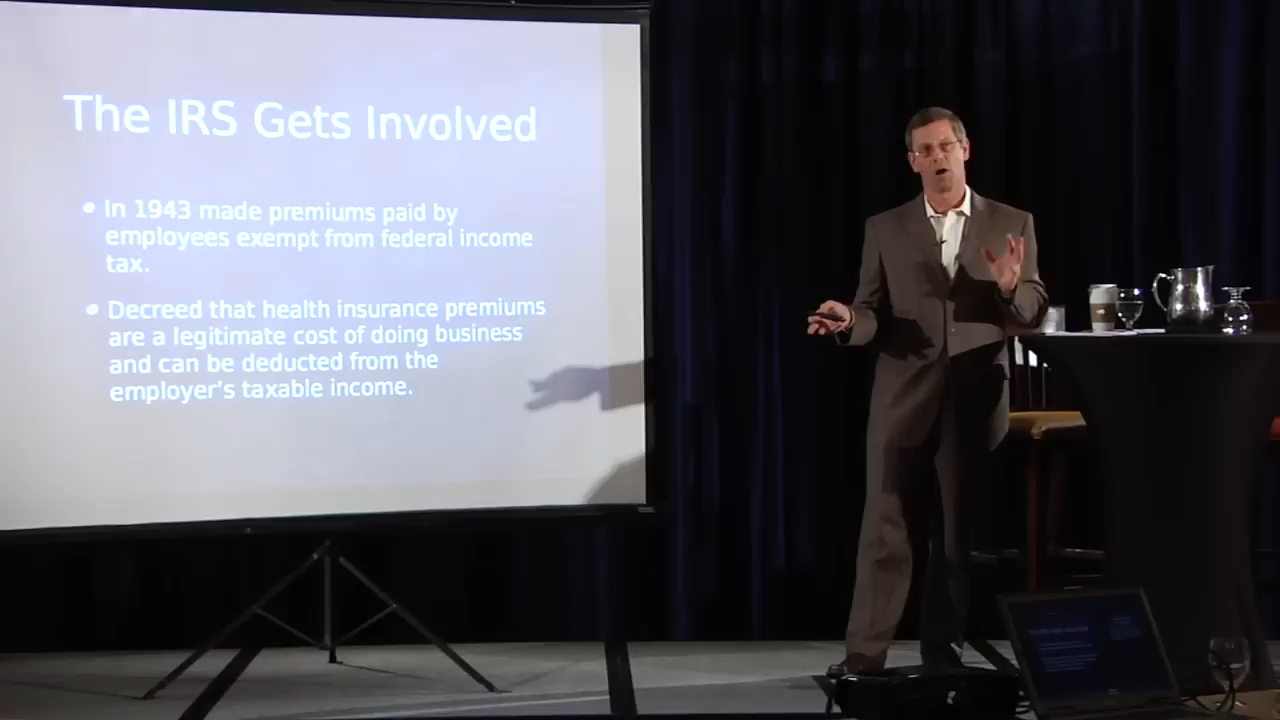 The IRS Gets Involved
In 1943 made premiums paid by
employees exempt from federal income
tax.
Decreed that health insurance premiums
are a legitimate cost of doing business
and can be deducted from the
employer's taxable income.